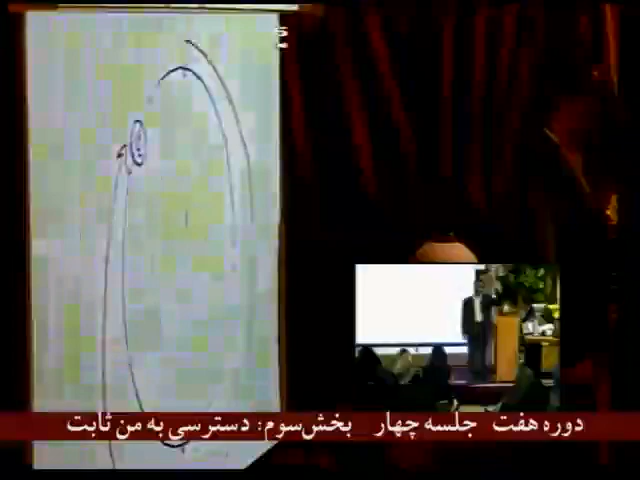 دوره هفت جلسه چهار بخش سوم: دسترسی به من ثابت